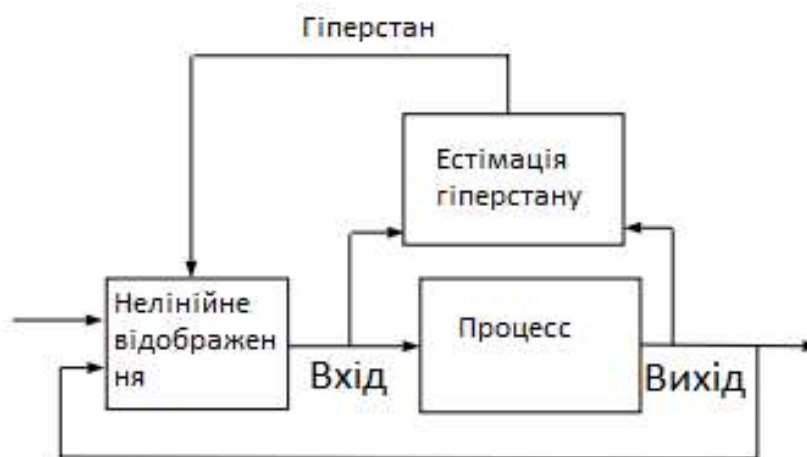 Гіперстан
Естімація
гіперстану
Нелінійне
відображен
ня
Процесс
Вхід
Вихід